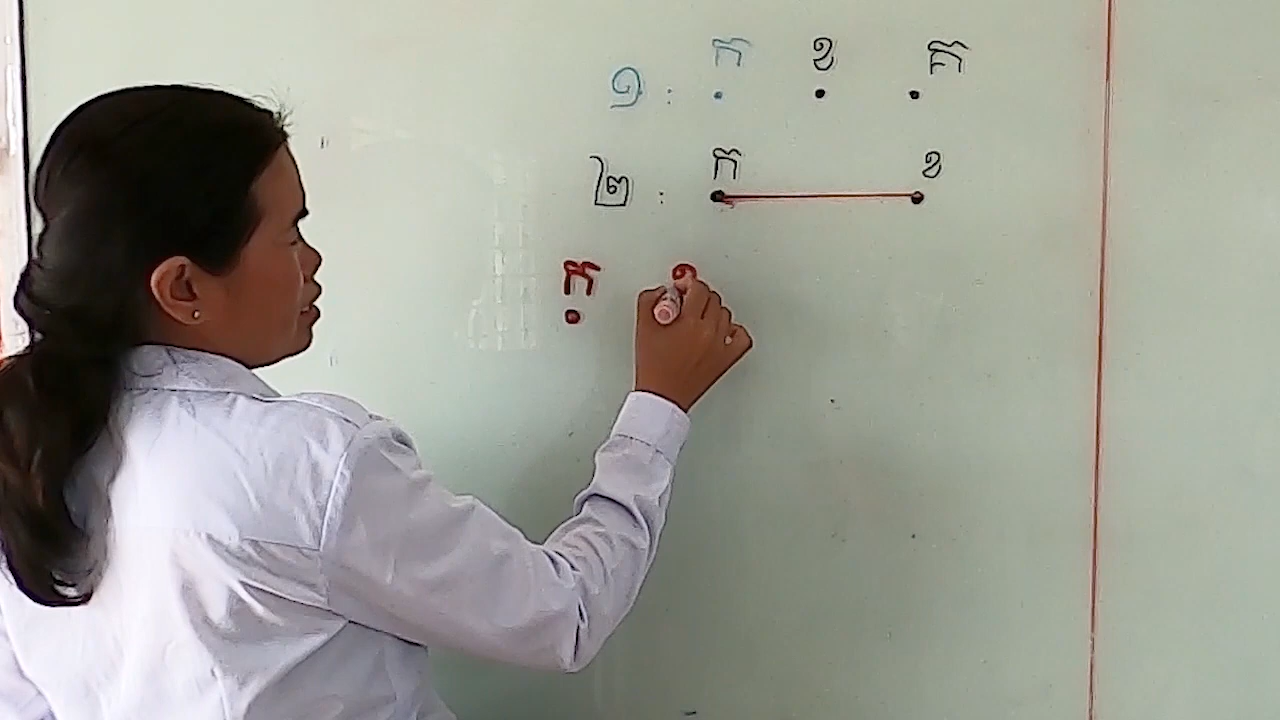 ១ : ក ខ គ
២ : ក ខ
ក